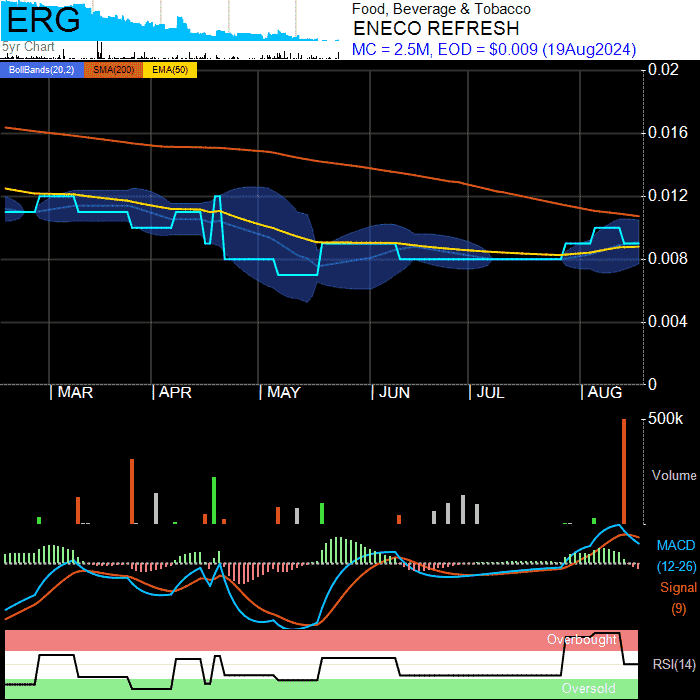 ERG
5yr Chart
Food, Beverage & Tobacco
ENECO REFRESH
MC = 2.5M, EOD = $0.009 (19Aug2024)
BollBands(20,2) SMA(200) EMA(50)
0.02
0.016
0.012
0.008
0.004
0
MAR APR MAY JUN JUL AUG
500k
Volume
MACD
(12-26)
Signal
(9)
Overbought
RSI(14)
Oversold